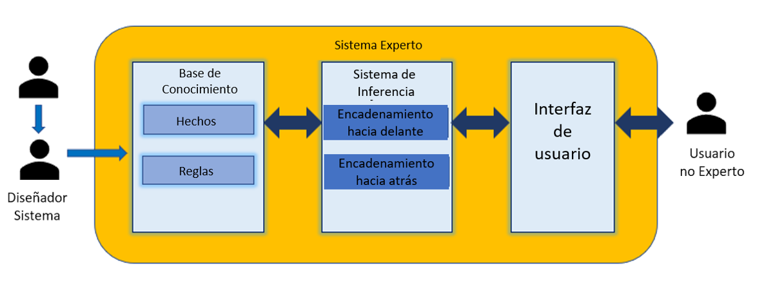 Sistema Experto
Base de
Conocimiento
Hechos
Reglas
Sistema de
Inferencia
Encadenamiento
hacia delante
Encadenamiento
hacia atrás
Interfaz
de
usuario
Diseñador
Sistema
Usuario
no Experto